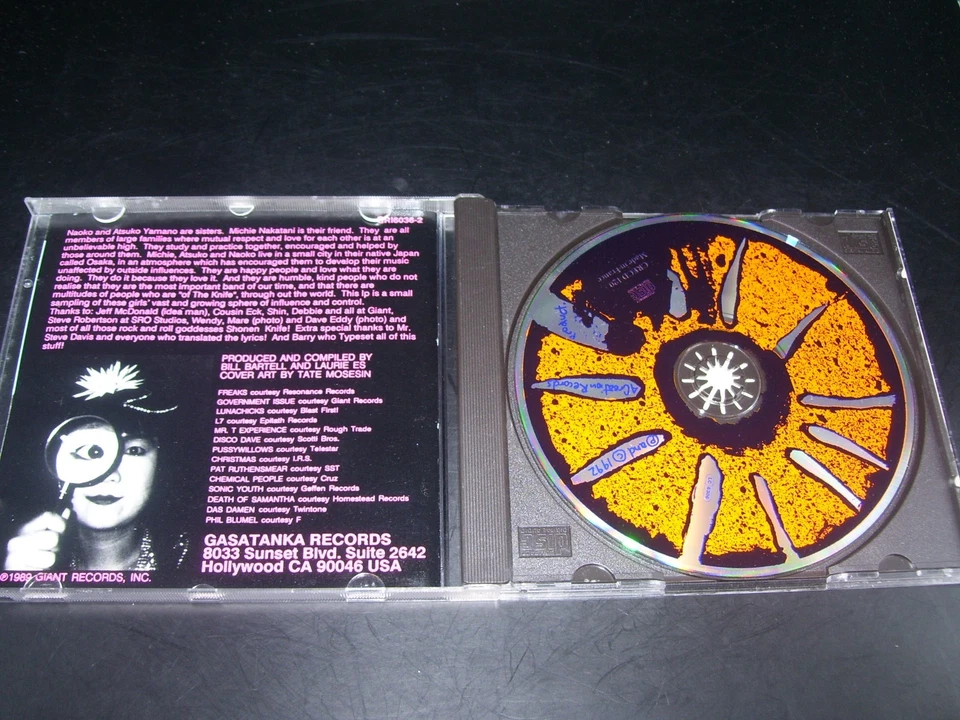 GRI6036-2
Naoko and Atsuko Yamano are sisters. Michie Nakatani is their friend. They are all
members of large families where mutual respect and love for each other is at an
unbelievable high. They study and practice together, encouraged and helped by
those around them. Michie, Atsuko and Naoko live in a small city in their native Japan
called Osaka, in an atmosphere which has encouraged them to develop their music
unaffected by outside influences. They are happy people and love what they are
doing. They do it because they love it. And they are humble, kind people who do not
realise that they are the most important band of our time, and that there are
multitudes of people who are "of The Knife", through out the world. This lp is a small
sampling of these girls' vast and growing sphere of influence and control.
Thanks to: Jeff McDonald (idea man), Cousin Eck, Shin, Debbie and all at Giant,
Steve Robertson at SRO Studios, Wendy, Mare (photo) and Dave Eddy (photo) and
most of all those rock and roll goddesses Shonen Knife! Extra special thanks to Mr.
Steve Davis and everyone who translated the lyrics! And Barry who Typeset all of this
stuff!
PRODUCED AND COMPILED BY
BILL BARTELL AND LAURIE ES
COVER ART BY TATE MOSESIN
FREAKS courtesy Resonance Records
GOVERNMENT ISSUE courtesy Giant Records
LUNACHICKS courtesy Blast First!
L7 courtesy Epitath Records
MR. T EXPERIENCE courtesy Rough Trade
DISCO DAVE courtesy Scotti Bros.
PUSSYWILLOWS courtesy Telestar
CHRISTMAS courtesy I.R.S.
PAT RUTHENSMEAR courtesy SST
CHEMICAL PEOPLE courtesy Cruz
SONIC YOUTH courtesy Geffen Records
DEATH OF SAMANTHA courtesy Homestead Records
DAS DAMEN courtesy Twintone
PHIL BLUMEL courtesy F
GASATANKA RECORDS
8033 Sunset Blvd. Suite 2642
Hollywood CA 90046 USA
©1989 GIANT RECORDS, INC.
Made in France
product
A Creation Records
℗ and © 1992